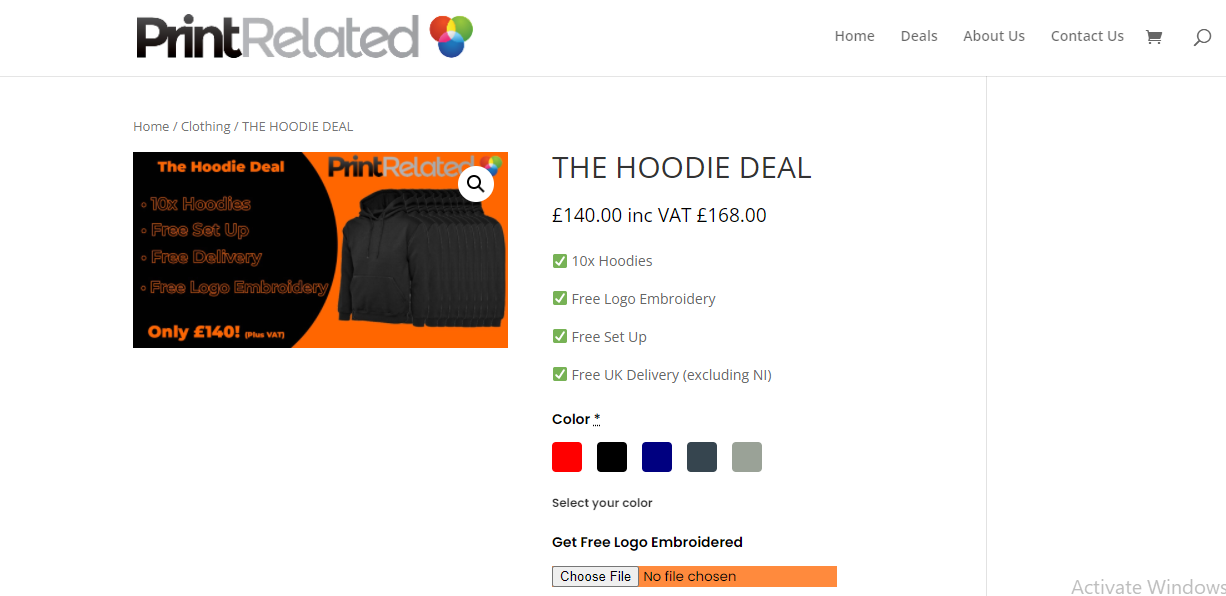 PrintRelated
Home Deals About Us Contact Us
Home / Clothing / THE HOODIE DEAL
The Hoodie Deal
PrintRelated
• 10x Hoodies
• Free Set Up
• Free Delivery
• Free Logo Embroidery
Only £140! (Plus VAT)
THE HOODIE DEAL
£140.00 inc VAT £168.00
10x Hoodies
Free Logo Embroidery
Free Set Up
Free UK Delivery (excluding NI)
Color *
Select your color
Get Free Logo Embroidered
Choose File No file chosen
Activate Windows